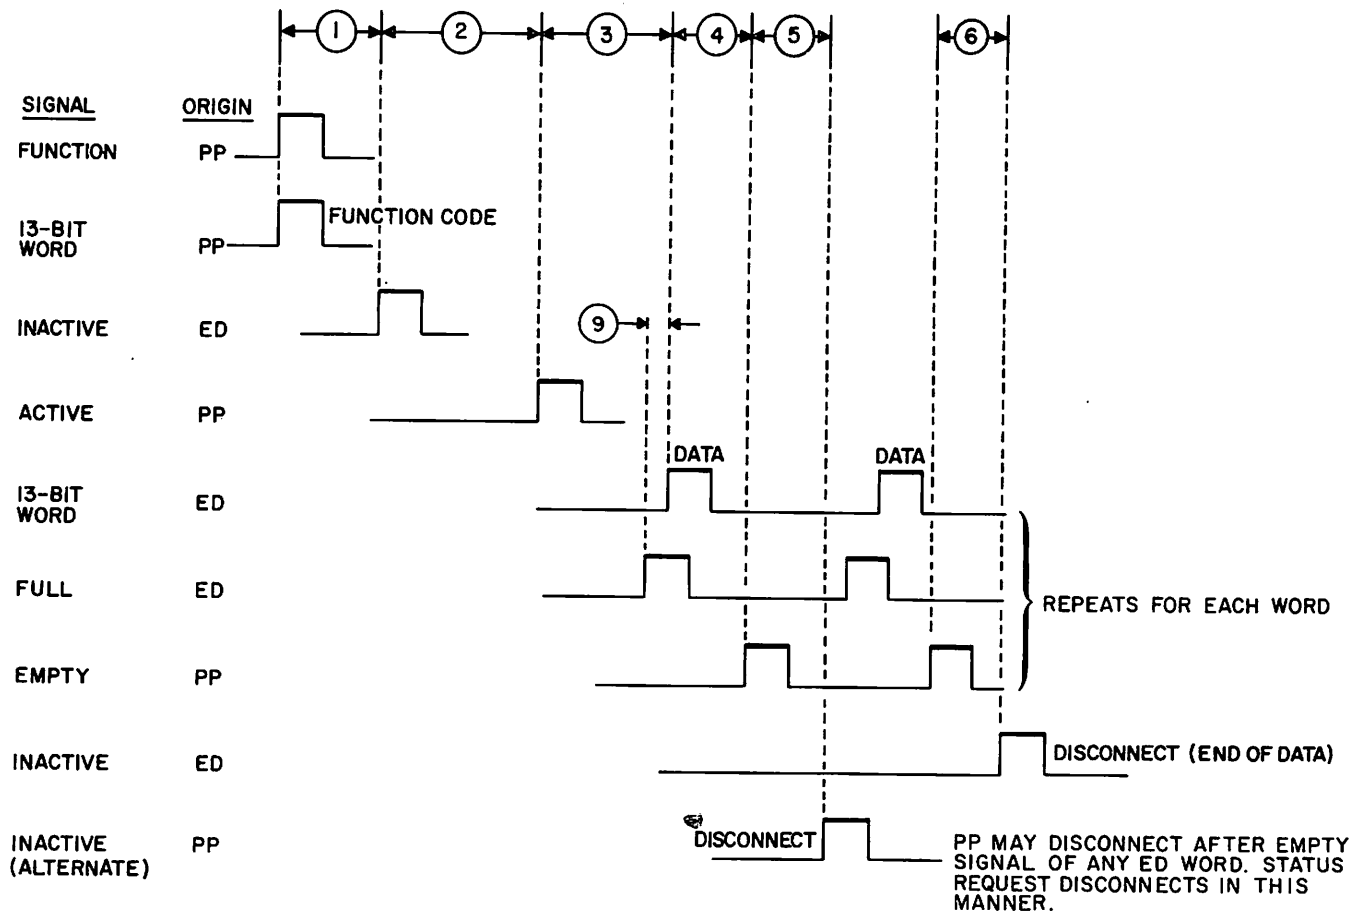 1 2 3 4 5 6
SIGNAL ORIGIN
FUNCTION PP
FUNCTION CODE
13-BIT
WORD PP
INACTIVE ED
9
ACTIVE PP
DATA DATA
13-BIT
WORD ED
FULL ED
REPEATS FOR EACH WORD
EMPTY PP
INACTIVE ED
DISCONNECT (END OF DATA)
INACTIVE
(ALTERNATE) PP
DISCONNECT
PP MAY DISCONNECT AFTER EMPTY
SIGNAL OF ANY ED WORD. STATUS
REQUEST DISCONNECTS IN THIS
MANNER.